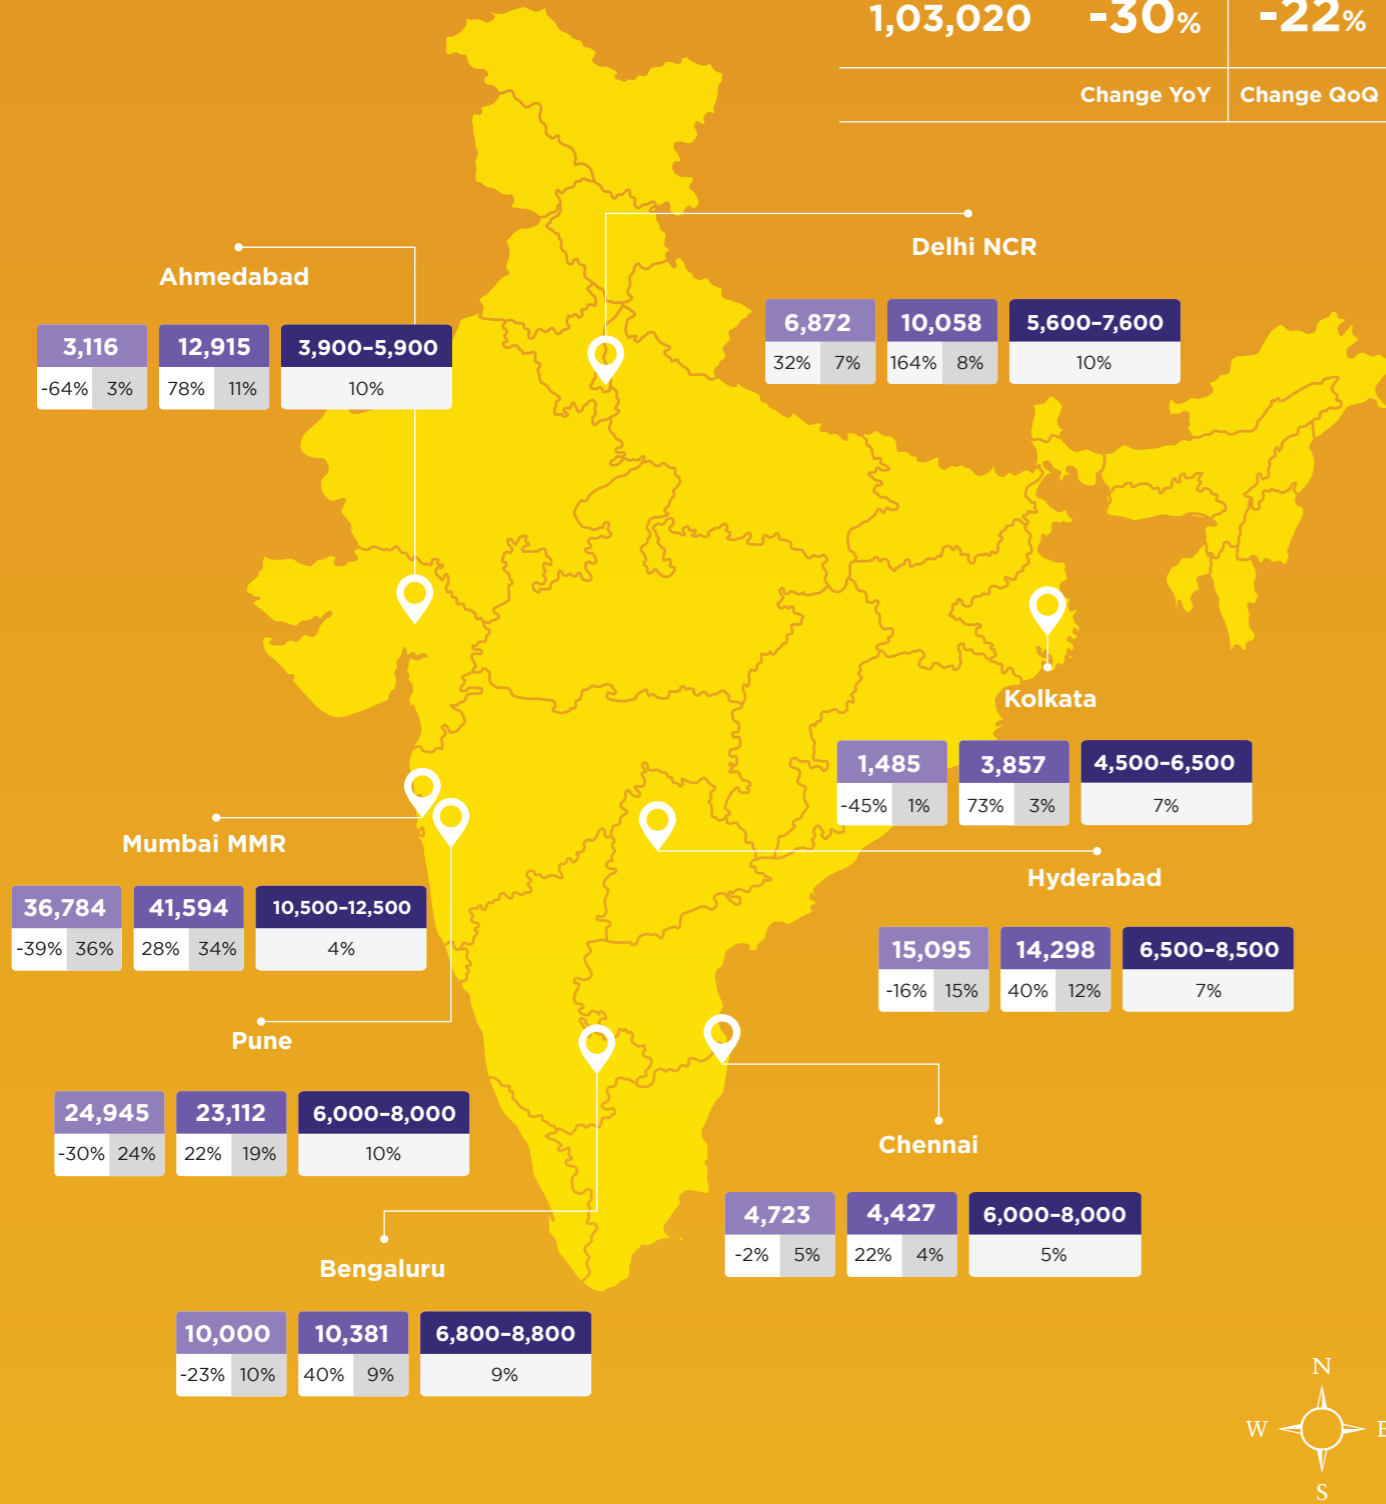 1,03,020 -30% -22%
Change YoY Change QoQ
Delhi NCR
6,872 10,058 5,600–7,600
32% 7% 164% 8% 10%
Ahmedabad
3,116 12,915 3,900–5,900
-64% 3% 78% 11% 10%
Kolkata
1,485 3,857 4,500–6,500
-45% 1% 73% 3% 7%
Mumbai MMR
36,784 41,594 10,500–12,500
-39% 36% 28% 34% 4%
Hyderabad
15,095 14,298 6,500–8,500
-16% 15% 40% 12% 7%
Pune
24,945 23,112 6,000–8,000
-30% 24% 22% 19% 10%
Chennai
4,723 4,427 6,000–8,000
-2% 5% 22% 4% 5%
Bengaluru
10,000 10,381 6,800–8,800
-23% 10% 40% 9% 9%
N
W E
S